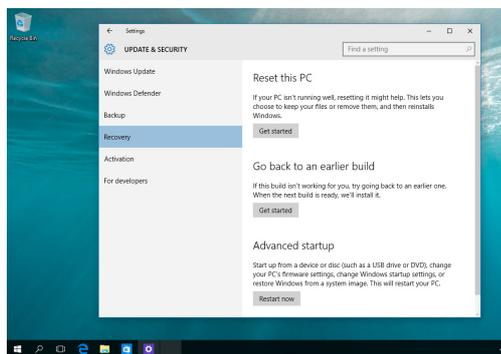 Recycle Bin
Settings
UPDATE & SECURITY
Find a setting
Windows Update
Windows Defender
Backup
Recovery
Activation
For developers
Reset this PC
If your PC isn't running well, resetting it might help. This lets you
choose to keep your files or remove them, and then reinstalls
Windows.
Get started
Go back to an earlier build
If this build isn't working for you, try going back to an earlier one.
When the next build is ready, we'll install it.
Get started
Advanced startup
Start up from a device or disc (such as a USB drive or DVD), change
your PC's firmware settings, change Windows startup settings, or
restore Windows from a system image. This will restart your PC.
Restart now